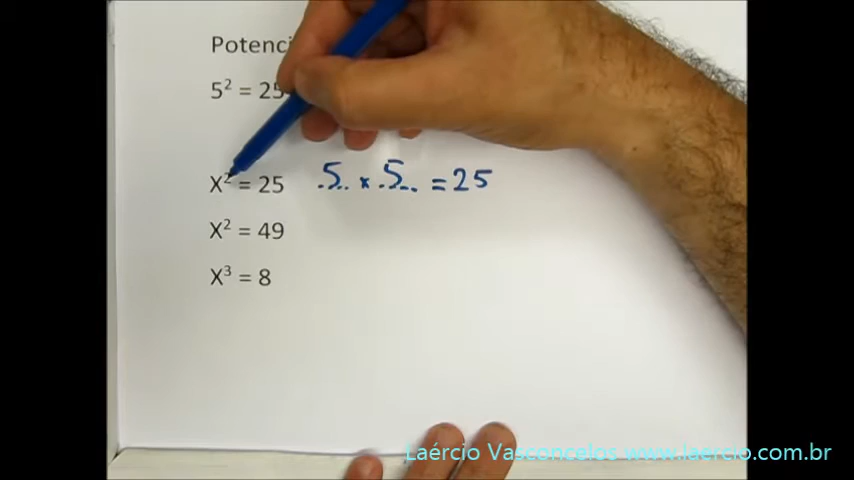 Potenci
5² = 25
X² = 25 .5.. x .5... = 25
X² = 49
X³ = 8
Laércio Vasconcelos www.laercio.com.br